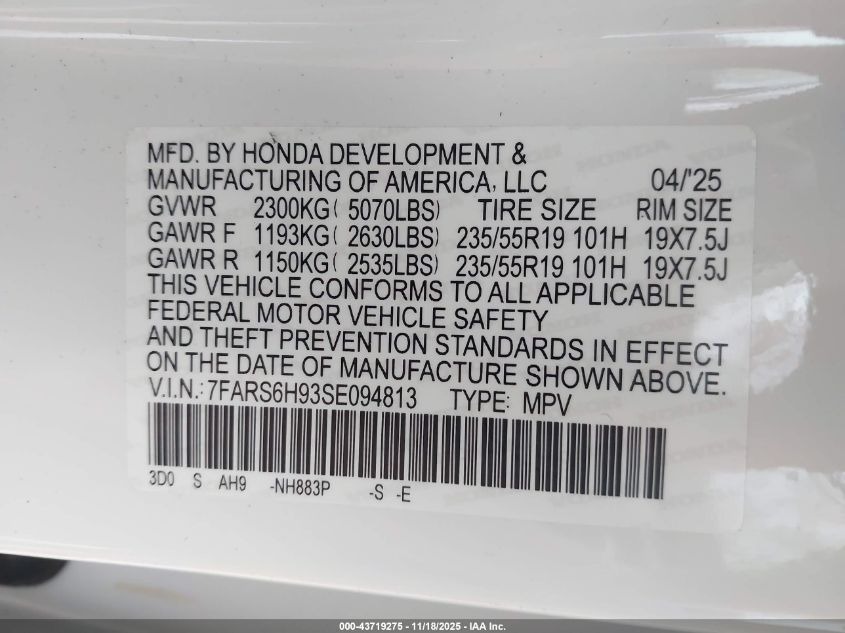 MFD. BY HONDA DEVELOPMENT &
MANUFACTURING OF AMERICA, LLC 04/'25
GVWR 2300KG( 5070LBS) TIRE SIZE RIM SIZE
GAWR F 1193KG( 2630LBS) 235/55R19 101H 19X7.5J
GAWR R 1150KG( 2535LBS) 235/55R19 101H 19X7.5J
THIS VEHICLE CONFORMS TO ALL APPLICABLE
FEDERAL MOTOR VEHICLE SAFETY
AND THEFT PREVENTION STANDARDS IN EFFECT
ON THE DATE OF MANUFACTURE SHOWN ABOVE.
V.I.N.: 7FARS6H93SE094813 TYPE: MPV
3D0 S AH9 -NH883P -S -E
000-43719275 - 11/18/2025 - IAA Inc.